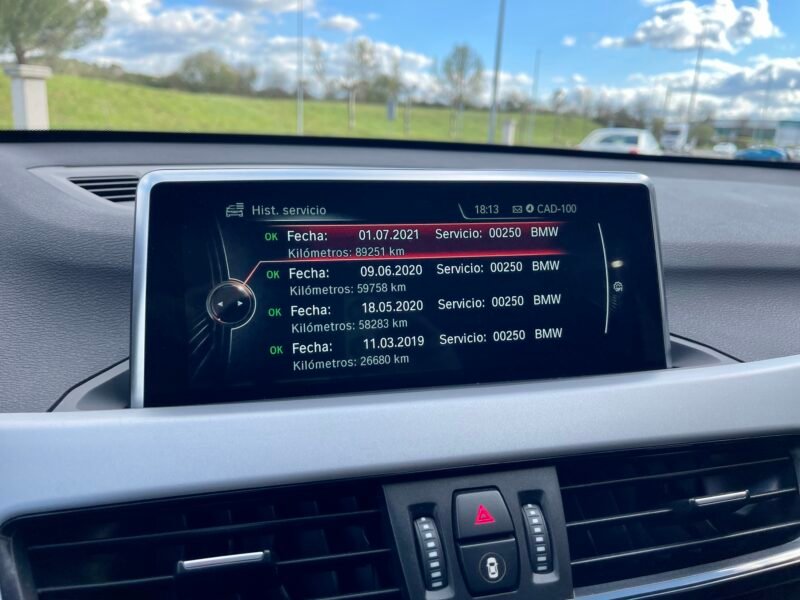 Hist. servicio 18:13 CAD-100
OK Fecha: 01.07.2021 Servicio: 00250 BMW
Kilómetros: 89251 km
OK Fecha: 09.06.2020 Servicio: 00250 BMW
Kilómetros: 59758 km
OK Fecha: 18.05.2020 Servicio: 00250 BMW
Kilómetros: 58283 km
OK Fecha: 11.03.2019 Servicio: 00250 BMW
Kilómetros: 26680 km